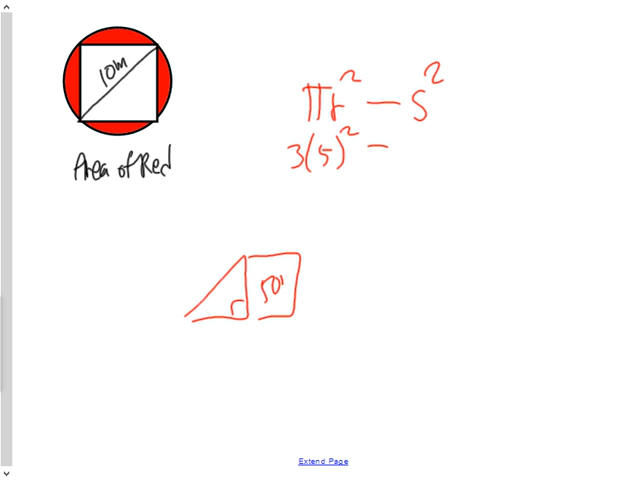 10m
πr² — s²
3(5)² —
Area of Red
50
Extend Page